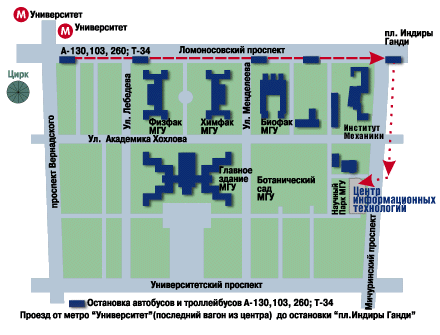 М Университет
М Университет
пл. Индиры
Ганди
А-130,103, 260; Т-34
Ломоносовский проспект
Цирк
Ул. Лебедева
Физфак
МГУ
Химфак
МГУ
Ул. Менделеева
Биофак
МГУ
Институт
Механики
проспект Вернадского
Ул. Академика Хохлова
Главное
здание МГУ
Ботанический
сад
МГУ
Научный
Парк МГУ
Центр
информационных
технологий
Мичуринский проспект
Университетский проспект
Остановка автобусов и троллейбусов А-130,103, 260; Т-34
Проезд от метро "Университет"(последний вагон из центра) до остановки "пл.Индиры Ганди"